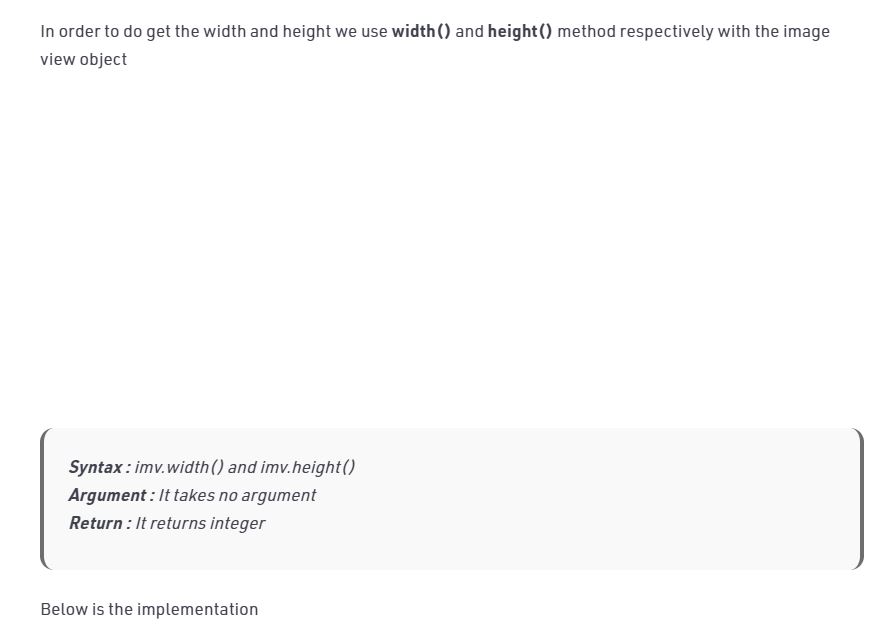 In order to do get the width and height we use width() and height() method respectively with the image
view object
Syntax : imv.width() and imv.height()
Argument : It takes no argument
Return : It returns integer
Below is the implementation